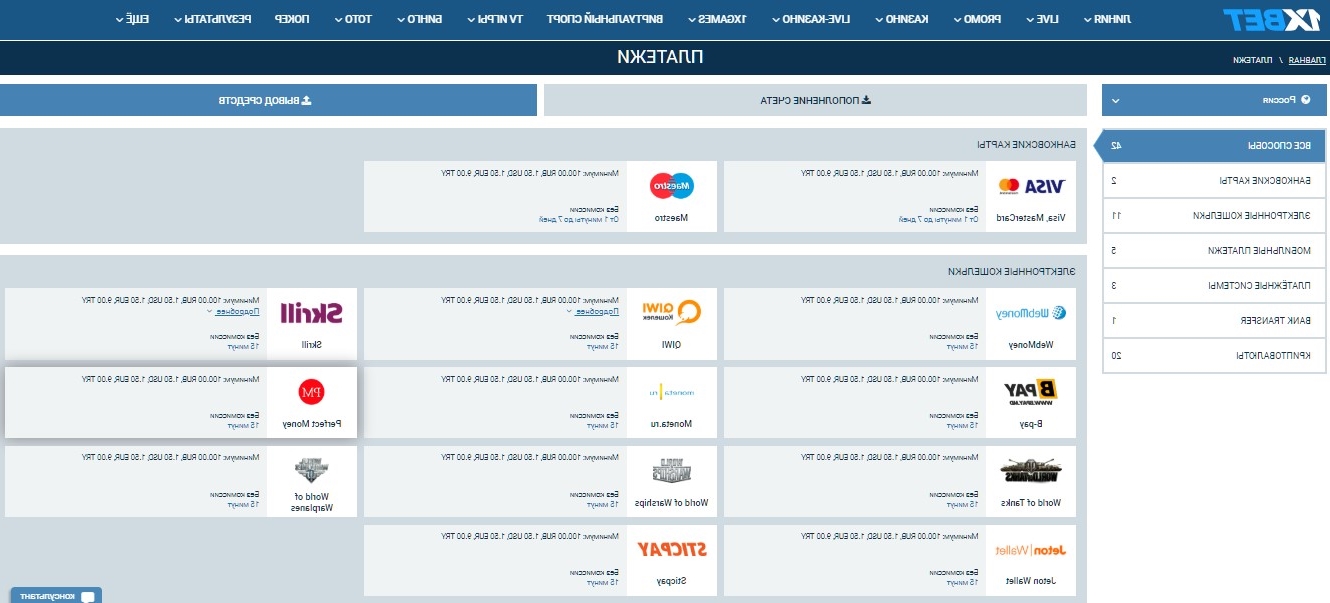 1XBET
ЛИНИЯ LIVE PROMO КАЗИНО LIVE-КАЗИНО 1XGAMES ВИРТУАЛЬНЫЙ СПОРТ TV ИГРЫ БИНГО ТОТО ПОКЕР РЕЗУЛЬТАТЫ ЕЩЁ
ГЛАВНАЯ / ПЛАТЕЖИ
ПЛАТЕЖИ
Россия
ПОПОЛНЕНИЕ СЧЕТА
ВЫВОД СРЕДСТВ
ВСЕ СПОСОБЫ 42
БАНКОВСКИЕ КАРТЫ 2
ЭЛЕКТРОННЫЕ КОШЕЛЬКИ 11
МОБИЛЬНЫЕ ПЛАТЕЖИ 5
ПЛАТЁЖНЫЕ СИСТЕМЫ 3
BANK TRANSFER 1
КРИПТОВАЛЮТЫ 20
БАНКОВСКИЕ КАРТЫ
VISA
Visa, MasterCard
Минимум: 100.00 RUB, 1.50 USD, 1.50 EUR, 9.00 TRY
Без комиссии
От 1 минуты до 7 дней
Maestro
Maestro
Минимум: 100.00 RUB, 1.50 USD, 1.50 EUR, 9.00 TRY
Без комиссии
От 1 минуты до 7 дней
ЭЛЕКТРОННЫЕ КОШЕЛЬКИ
WebMoney
WebMoney
Минимум: 100.00 RUB, 1.50 USD, 1.50 EUR, 9.00 TRY
Без комиссии
15 минут
QIWI
Кошелек
QIWI
Минимум: 100.00 RUB, 1.50 USD, 1.50 EUR, 9.00 TRY
Подробнее
Без комиссии
15 минут
Skrill
Skrill
Минимум: 100.00 RUB, 1.50 USD, 1.50 EUR, 9.00 TRY
Подробнее
Без комиссии
15 минут
B PAY
WWW.BPAY.MD
B-pay
Минимум: 100.00 RUB, 1.50 USD, 1.50 EUR, 9.00 TRY
Без комиссии
15 минут
moneta.ru
Moneta.ru
Минимум: 100.00 RUB, 1.50 USD, 1.50 EUR, 9.00 TRY
Без комиссии
15 минут
PM
Perfect Money
Минимум: 100.00 RUB, 1.50 USD, 1.50 EUR, 9.00 TRY
Без комиссии
15 минут
WORLD OF TANKS
World of Tanks
Минимум: 100.00 RUB, 1.50 USD, 1.50 EUR, 9.00 TRY
Без комиссии
15 минут
WORLD OF
WARSHIPS
World of Warships
Минимум: 100.00 RUB, 1.50 USD, 1.50 EUR, 9.00 TRY
Без комиссии
15 минут
World of
Warplanes
Минимум: 100.00 RUB, 1.50 USD, 1.50 EUR, 9.00 TRY
Без комиссии
15 минут
Jeton Wallet
Jeton Wallet
Минимум: 100.00 RUB, 1.50 USD, 1.50 EUR, 9.00 TRY
Без комиссии
15 минут
STICPAY
Sticpay
Минимум: 100.00 RUB, 1.50 USD, 1.50 EUR, 9.00 TRY
Без комиссии
15 минут
КОНСУЛЬТАНТ